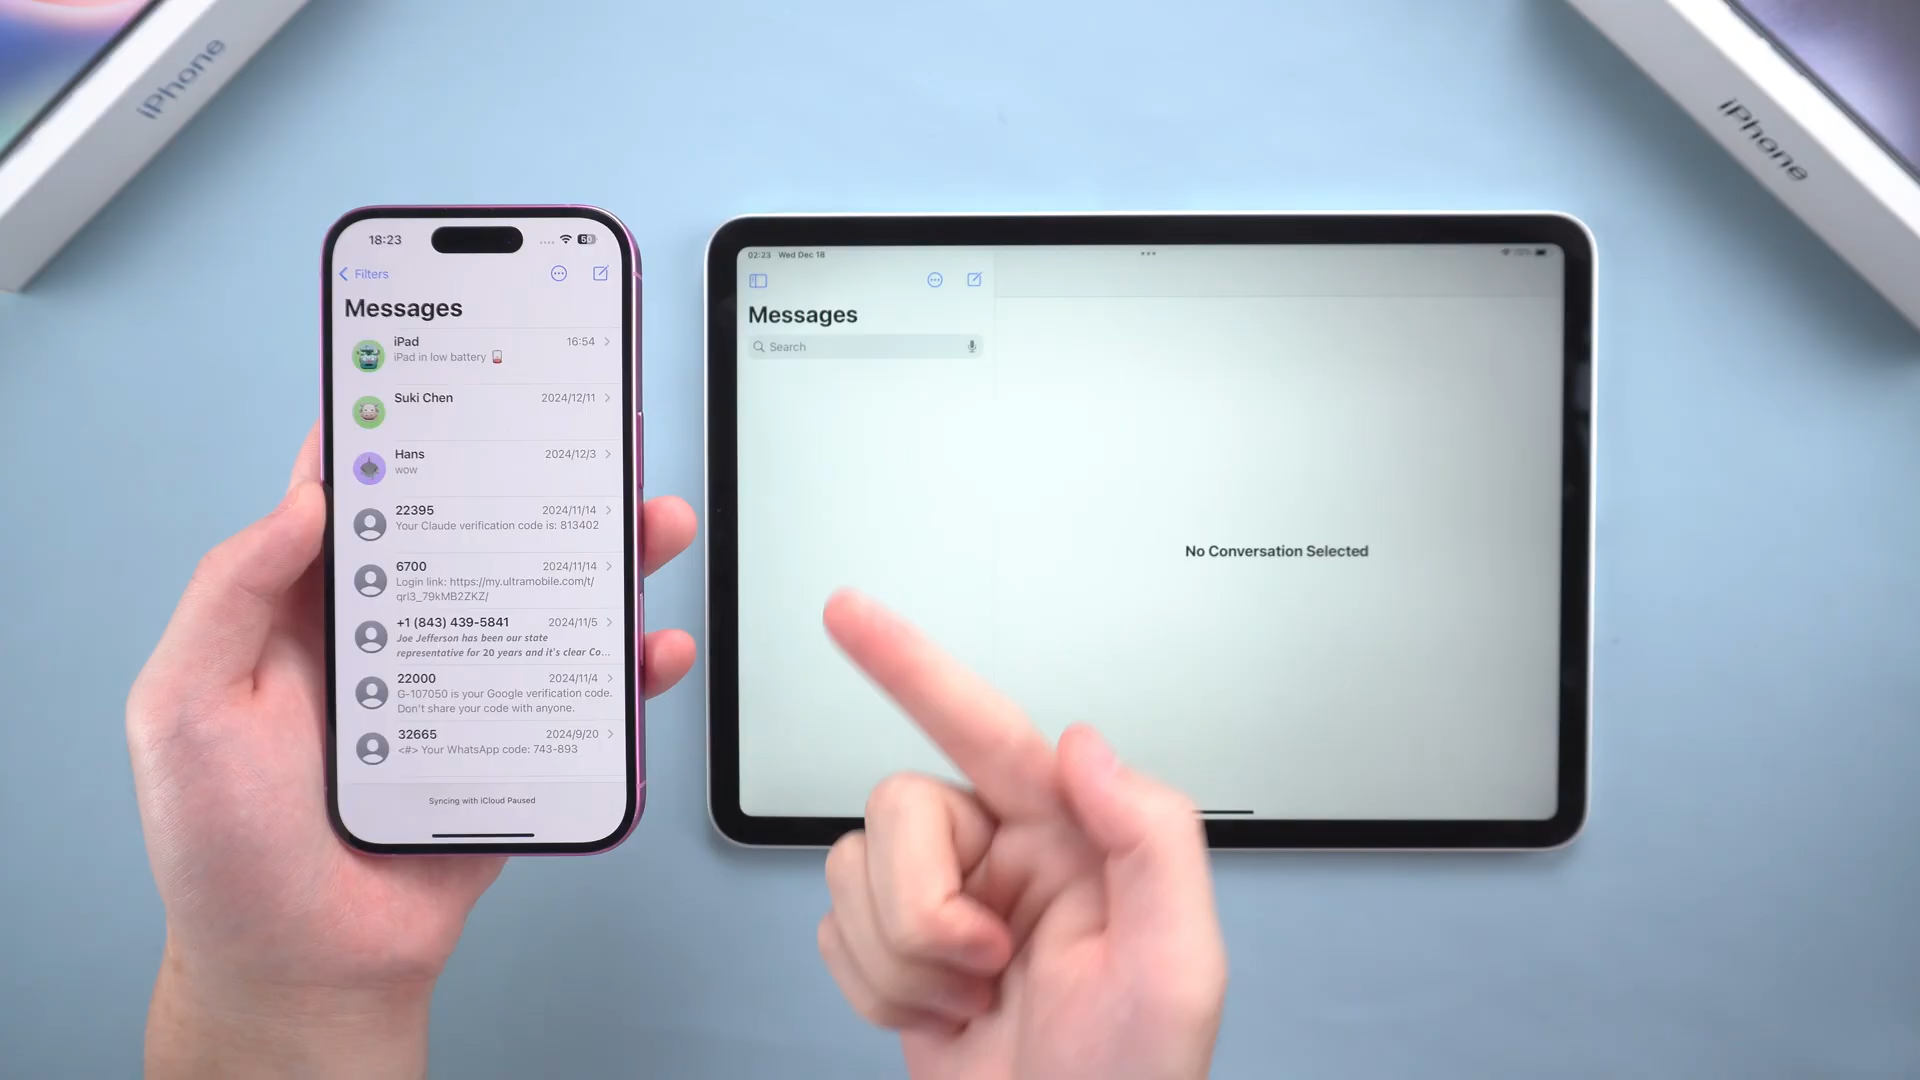 iPhone
iPhone
18:23
50
Filters
Messages
iPad
16:54
iPad in low battery
Suki Chen
2024/12/11
Hans
2024/12/3
wow
22395
2024/11/14
Your Claude verification code is: 813402
6700
2024/11/14
Login link: https://my.ultramobile.com/t/
qrl3_79kMB2ZKZ/
+1 (843) 439-5841
2024/11/5
Joe Jefferson has been our state
representative for 20 years and it's clear Co...
22000
2024/11/4
G-107050 is your Google verification code.
Don't share your code with anyone.
32665
2024/9/20
<#> Your WhatsApp code: 743-893
Syncing with iCloud Paused
02:23 Wed Dec 18
Messages
Search
No Conversation Selected